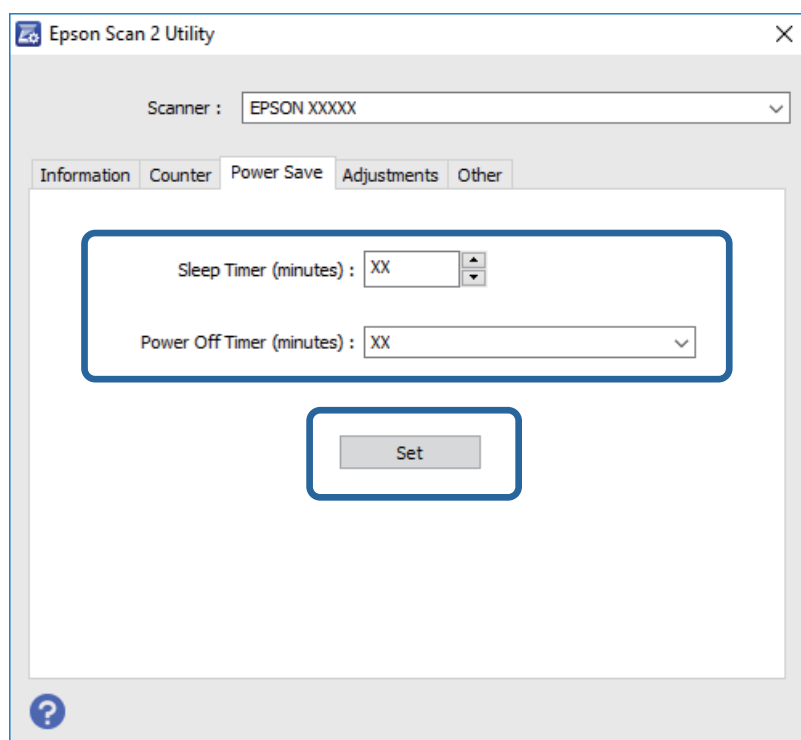 Epson Scan 2 Utility
Scanner : EPSON XXXXX
Information Counter Power Save Adjustments Other
Sleep Timer (minutes) : XX
Power Off Timer (minutes) : XX
Set
?